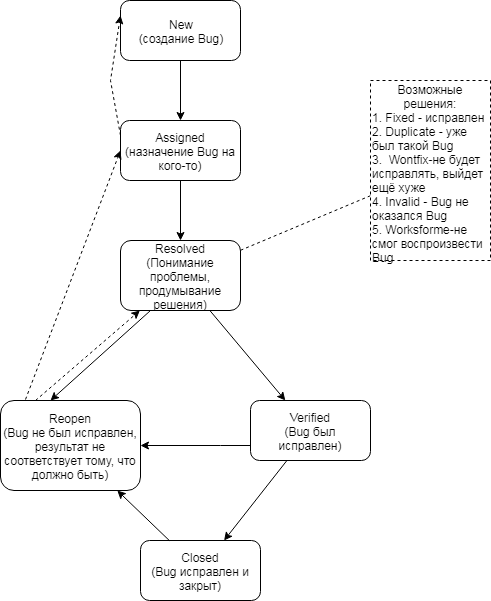 New
(создание Bug)
Assigned
(назначение Bug на
кого-то)
Возможные
решения:
1. Fixed - исправлен
2. Duplicate - уже
был такой Bug
3.  Wontfix-не будет
исправлять, выйдет
ещё хуже
4. Invalid - Bug не
оказался Bug
5. Worksforme-не
смог воспроизвести
Bug
Resolved
(Понимание
проблемы,
продумывание
решения)
Reopen
(Bug не был исправлен,
результат не
соответствует тому, что
должно быть)
Verified
(Bug был
исправлен)
Closed
(Bug исправлен и
закрыт)